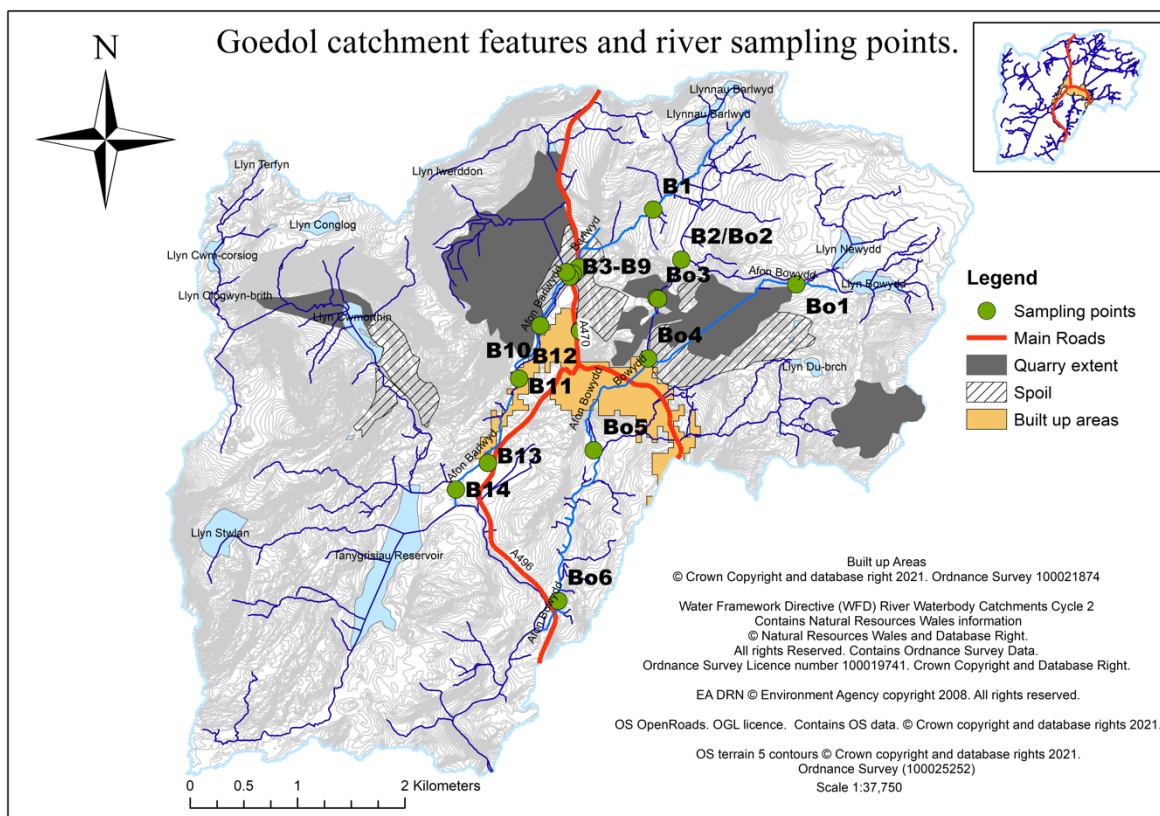 Goedol catchment features and river sampling points.
N
Llynnau Barlwyd
Llynnau Barlwyd
Llyn Terfyn
Llyn Iwerddon
B1
Llyn Conglog
Barlwyd
B2/Bo2
Llyn Newydd
Llyn Cwm-corsiog
B3-B9
Bo3
Afon Bowydd
Llyn Bowydd
Llyn Clogwyn-brith
Bo1
Llyn Cwmorthin
Afon Barlwydd
A470
Bo4
B10
B12
Bowydd
Llyn Du-brch
B11
Afon Bowydd
Bo5
B13
Afon Barlwyd
B14
Llyn Stwlan
Tanygrisiau Reservoir
A496
Bo6
Afon Bowydd
Legend
Sampling points
Main Roads
Quarry extent
Spoil
Built up areas
Built up Areas
© Crown Copyright and database right 2021. Ordnance Survey 100021874
Water Framework Directive (WFD) River Waterbody Catchments Cycle 2
Contains Natural Resources Wales information
© Natural Resources Wales and Database Right.
All rights Reserved. Contains Ordnance Survey Data.
Ordnance Survey Licence number 100019741. Crown Copyright and Database Right.
EA DRN © Environment Agency copyright 2008. All rights reserved.
OS OpenRoads. OGL licence. Contains OS data. © Crown copyright and database rights 2021.
OS terrain 5 contours © Crown copyright and database rights 2021.
Ordnance Survey (100025252)
Scale 1:37,750
0 0.5 1 2 Kilometers